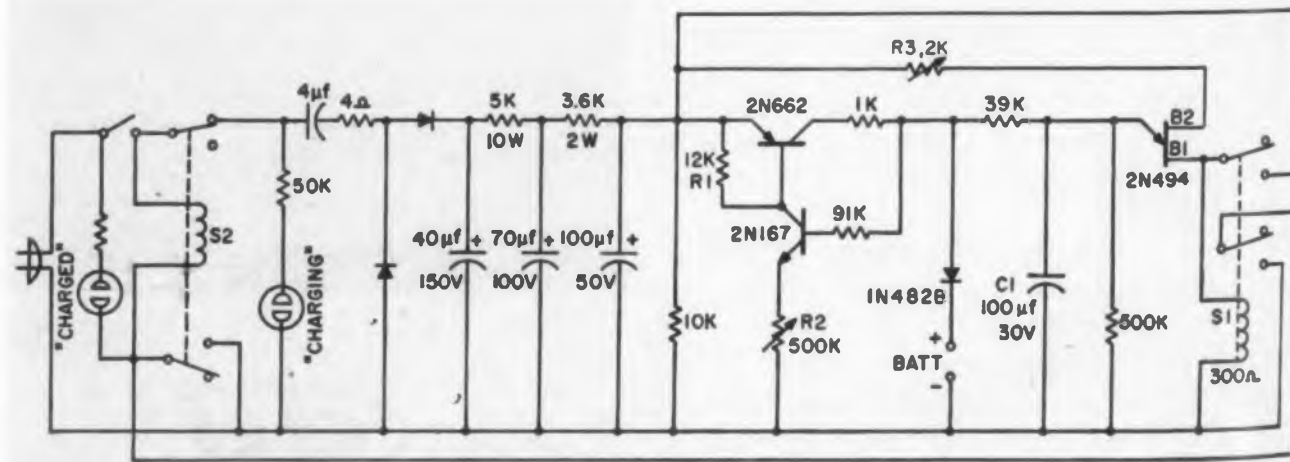 R3,2K
4µf
4Ω
5K
10W
3.6K
2W
2N662
1K
39K
B2
B1
2N494
50K
12K
R1
S2
2N167
91K
"CHARGED"
"CHARGING"
40µf +
150V
70µf +
100V
100µf +
50V
10K
R2
500K
1N482B
+
BATT
-
C1
100µf
30V
500K
S1
300Ω